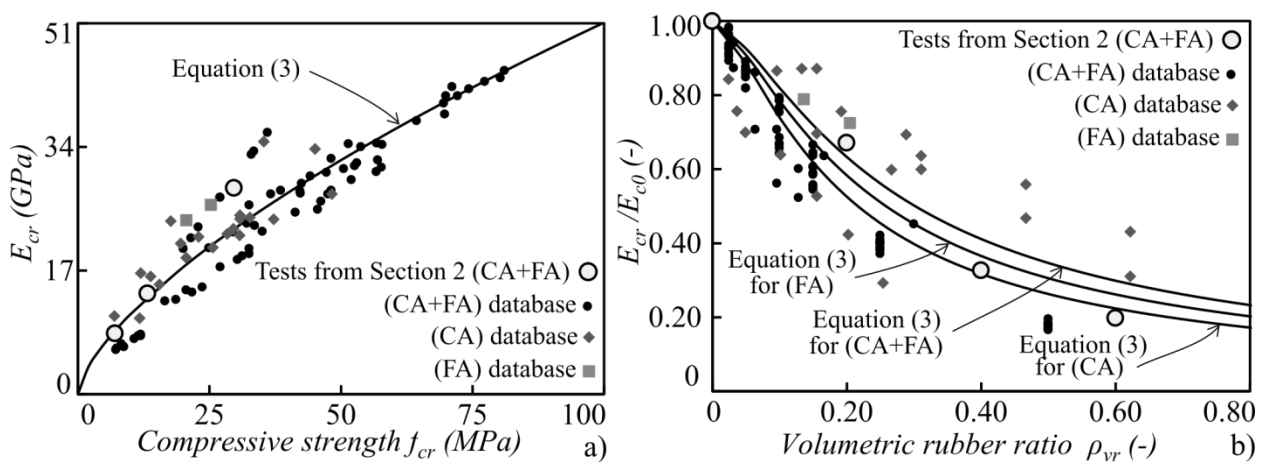 51
34
17
0
E_cr (GPa)
Equation (3)
Tests from Section 2 (CA+FA)
(CA+FA) database
(CA) database
(FA) database
0 25 50 75 100
Compressive strength f_cr (MPa)
a)
1.00
0.80
0.60
0.40
0.20
0
E_cr/E_c0 (-)
Tests from Section 2 (CA+FA)
(CA+FA) database
(CA) database
(FA) database
Equation (3)
for (FA)
Equation (3)
for (CA+FA)
Equation (3)
for (CA)
0 0.20 0.40 0.60 0.80
Volumetric rubber ratio ρ_vr (-)
b)